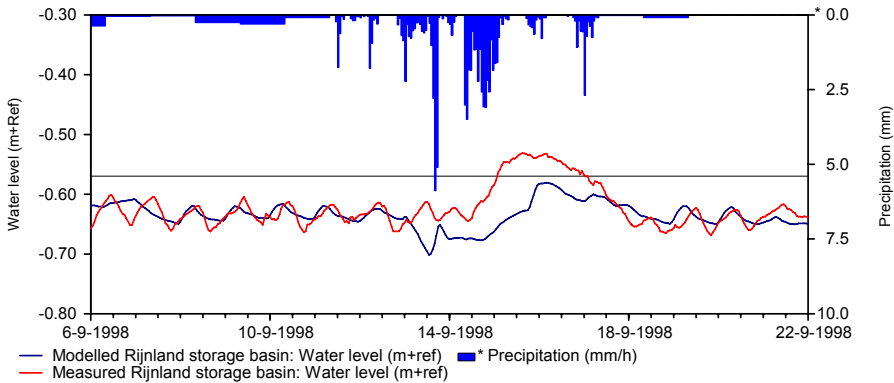 -0.30
-0.40
-0.50
-0.60
-0.70
-0.80
Water level (m+Ref)
* 0.0
2.5
5.0
7.5
10.0
Precipitation (mm)
6-9-1998 10-9-1998 14-9-1998 18-9-1998 22-9-1998
Modelled Rijnland storage basin: Water level (m+ref) * Precipitation (mm/h)
Measured Rijnland storage basin: Water level (m+ref)